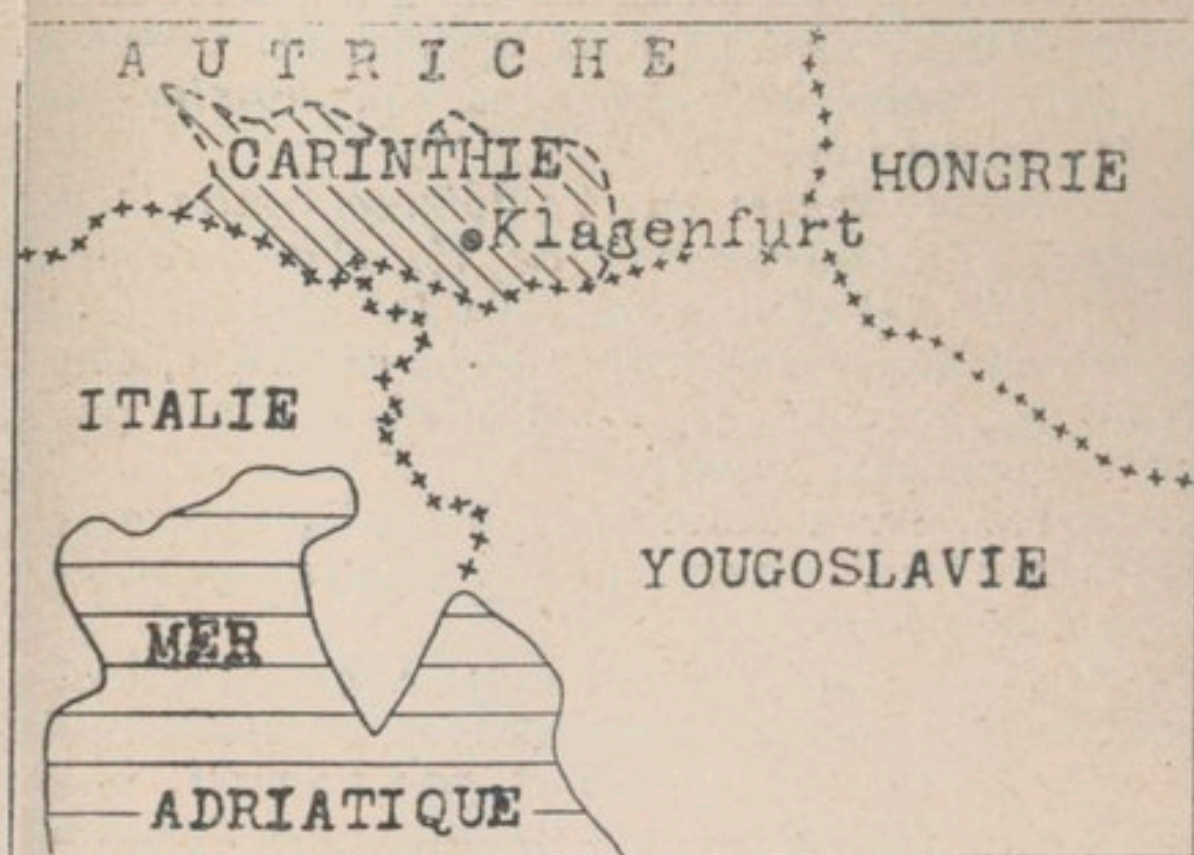 AUTRICHE
CARINTHIE
HONGRIE
Klagenfurt
ITALIE
YOUGOSLAVIE
MER
ADRIATIQUE